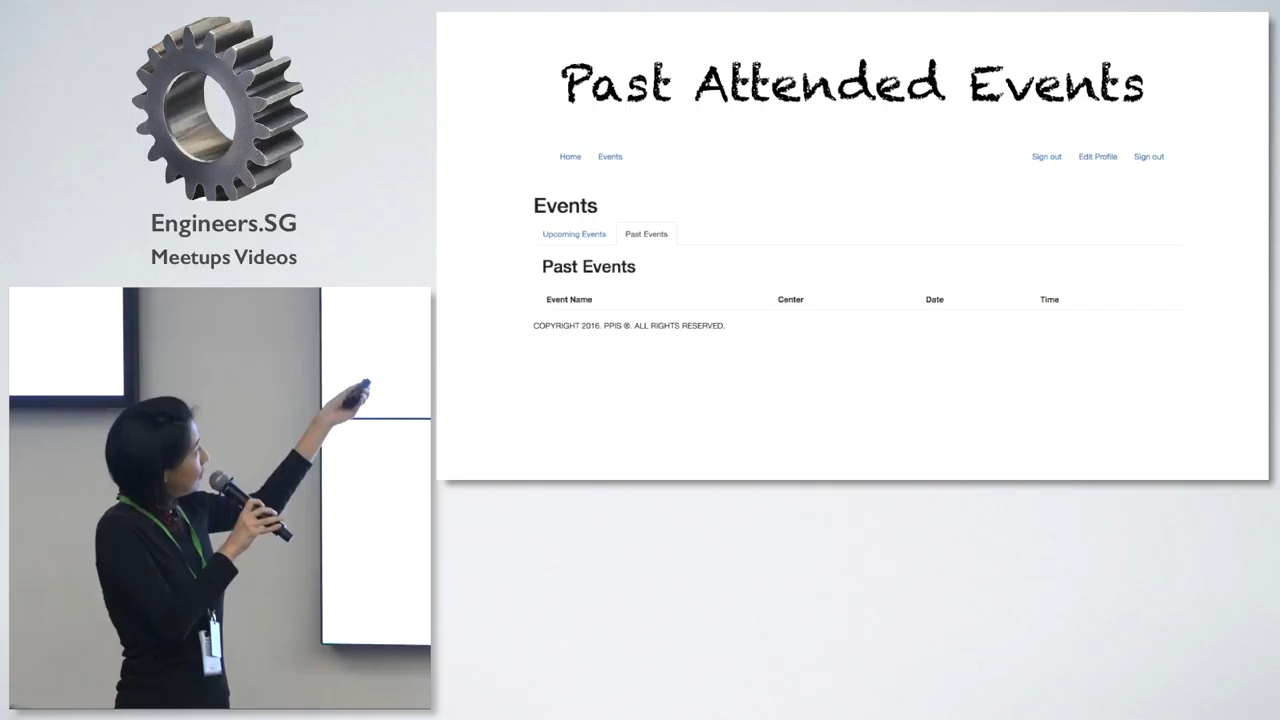 Engineers.SG
Meetups Videos
Past Attended Events
Home Events Sign out Edit Profile Sign out
Events
Upcoming Events Past Events
Past Events
Event Name Center Date Time
COPYRIGHT 2016. PPIS ®. ALL RIGHTS RESERVED.